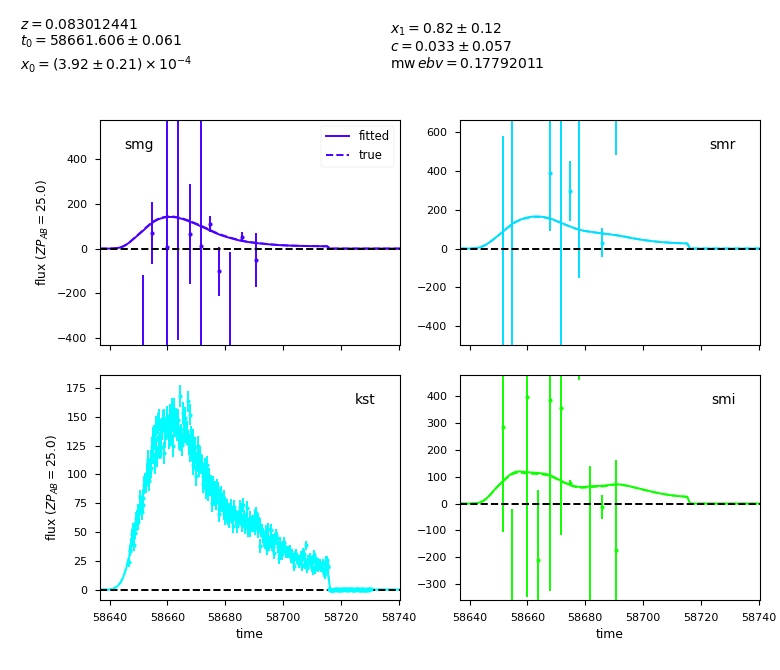 z = 0.083012441
t₀ = 58661.606 ± 0.061
x₀ = (3.92 ± 0.21) × 10⁻⁴
x₁ = 0.82 ± 0.12
c = 0.033 ± 0.057
mw ebv = 0.17792011
smg
fitted
true
400
200
0
−200
−400
flux (ZP_AB = 25.0)
smr
600
400
200
0
−200
−400
kst
175
150
125
100
75
50
25
0
flux (ZP_AB = 25.0)
58640 58660 58680 58700 58720 58740
time
smi
400
300
200
100
0
−100
−200
−300
58640 58660 58680 58700 58720 58740
time